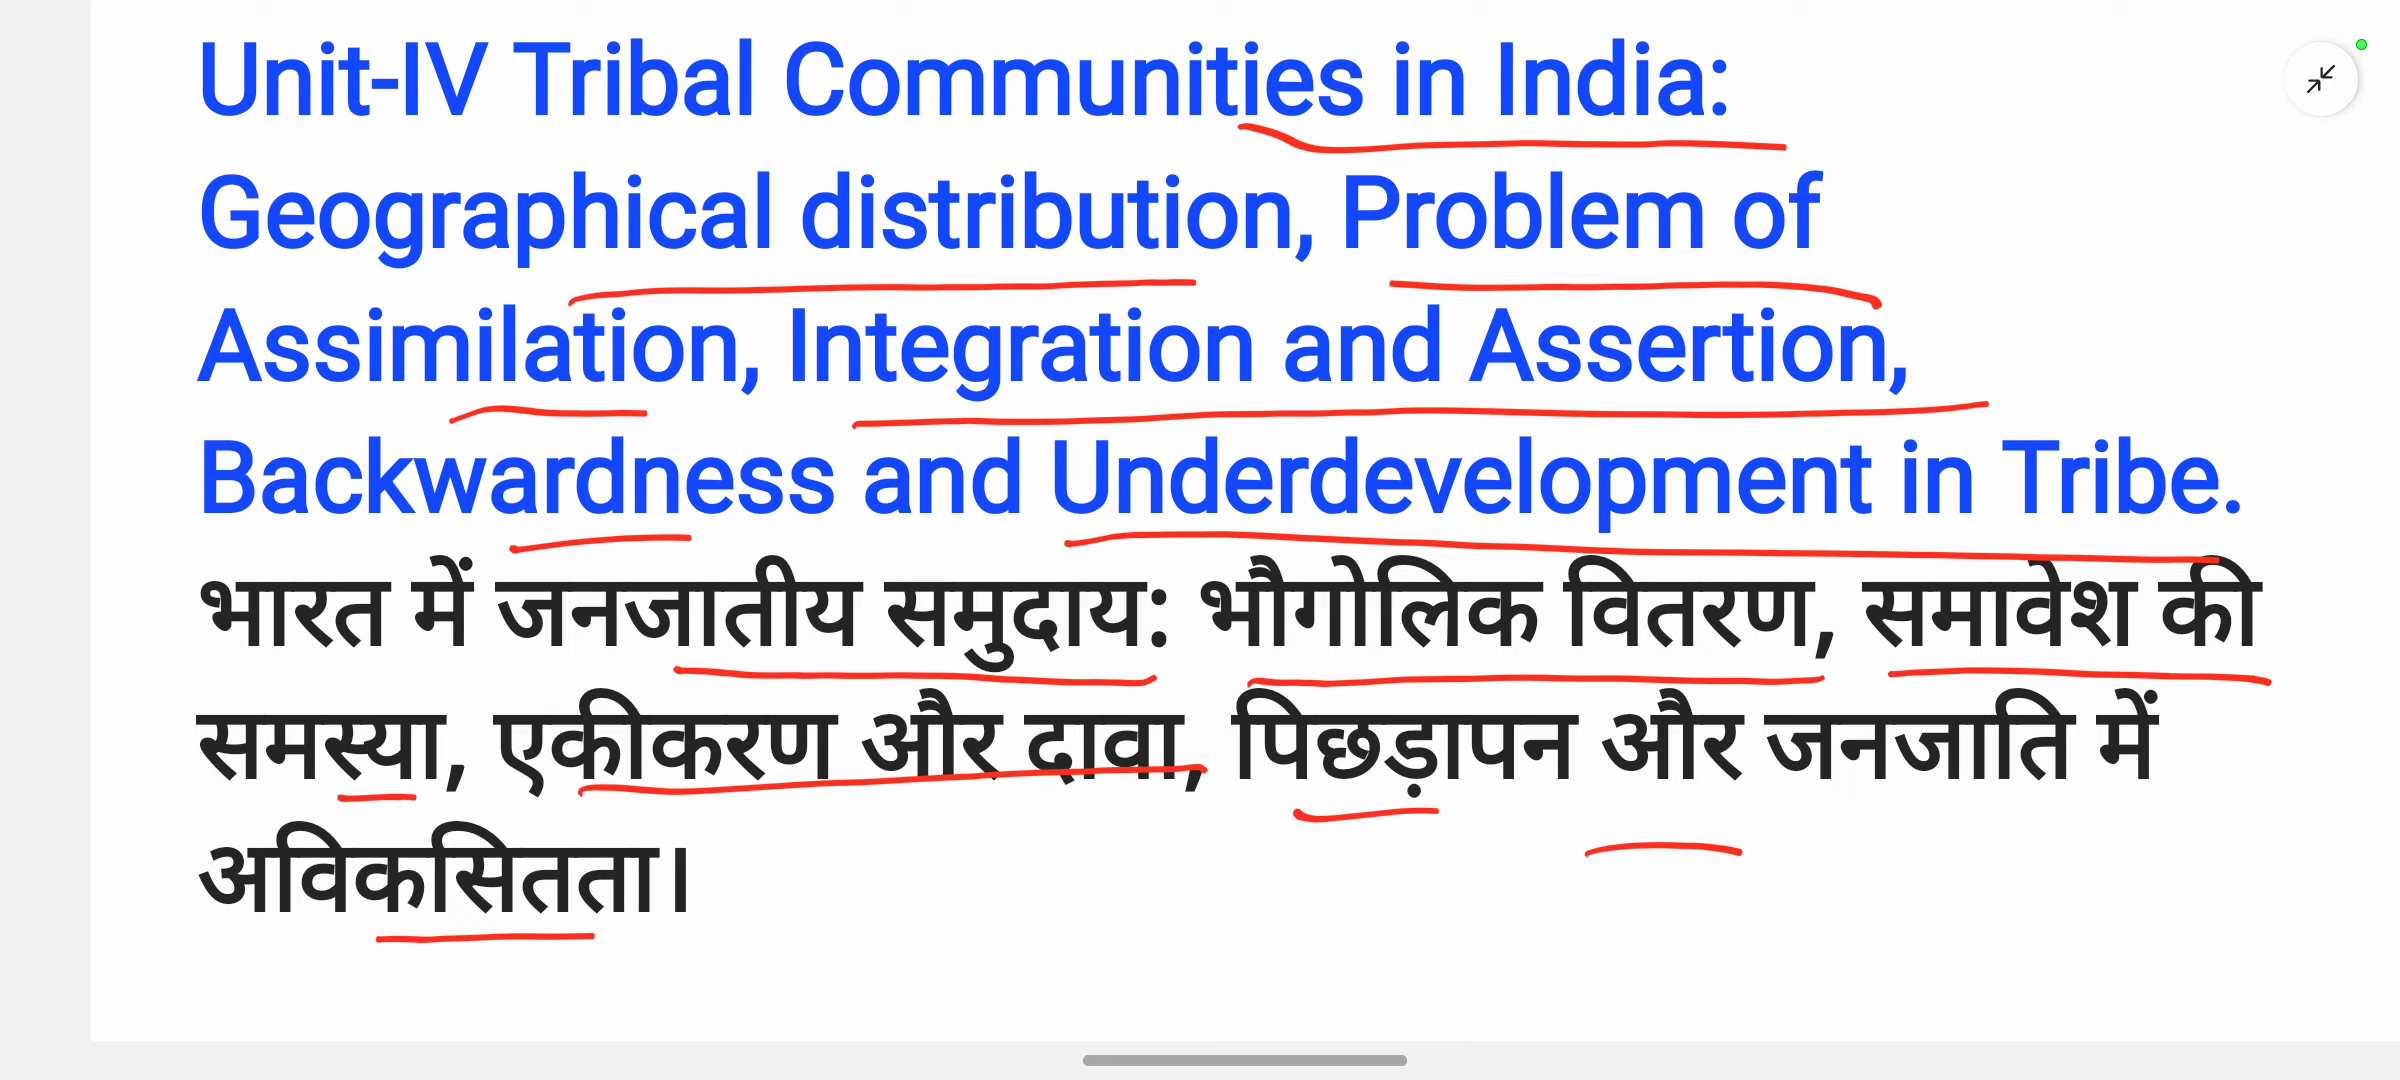 Unit-IV Tribal Communities in India:
Geographical distribution, Problem of
Assimilation, Integration and Assertion,
Backwardness and Underdevelopment in Tribe.
भारत में जनजातीय समुदाय: भौगोलिक वितरण, समावेश की
समस्या, एकीकरण और दावा, पिछड़ापन और जनजाति में
अविकसितता।